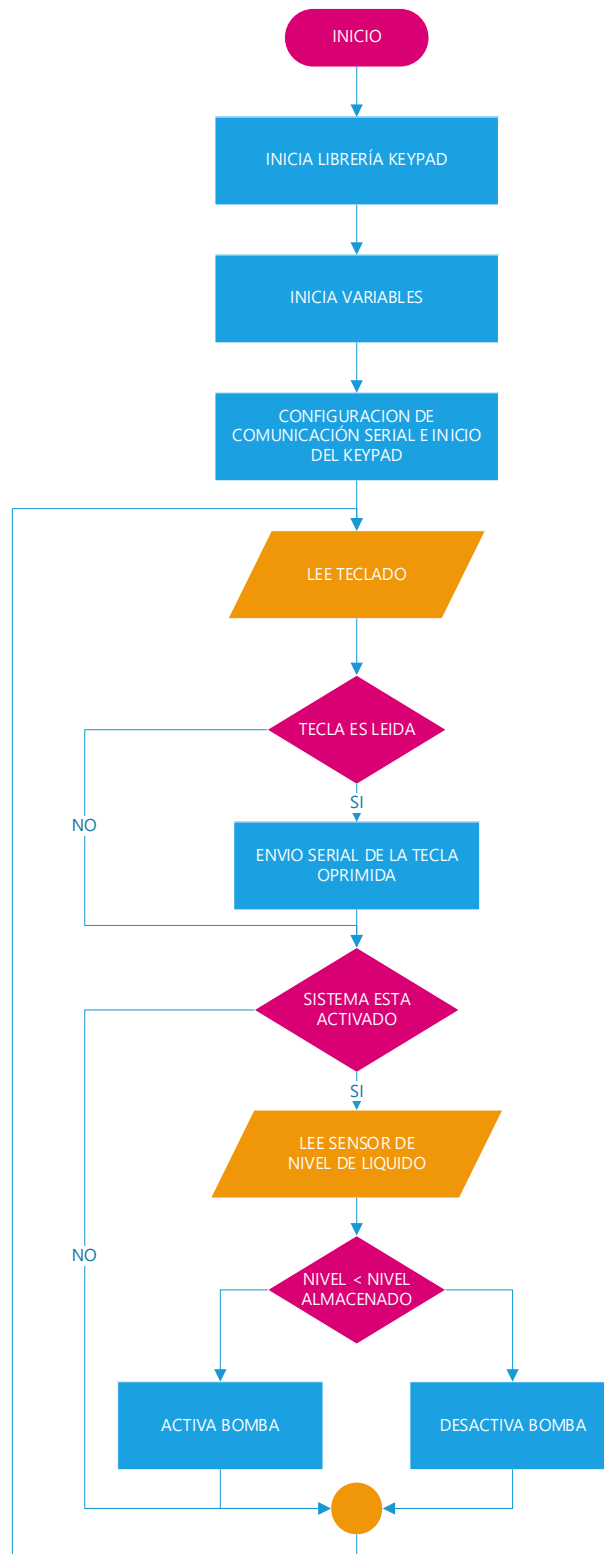 INICIO
INICIA LIBRERÍA KEYPAD
INICIA VARIABLES
CONFIGURACION DE
COMUNICACIÓN SERIAL E INICIO
DEL KEYPAD
LEE TECLADO
TECLA ES LEIDA
SI
NO
ENVIO SERIAL DE LA TECLA
OPRIMIDA
SISTEMA ESTA
ACTIVADO
SI
LEE SENSOR DE
NIVEL DE LIQUIDO
NO
NIVEL < NIVEL
ALMACENADO
ACTIVA BOMBA
DESACTIVA BOMBA